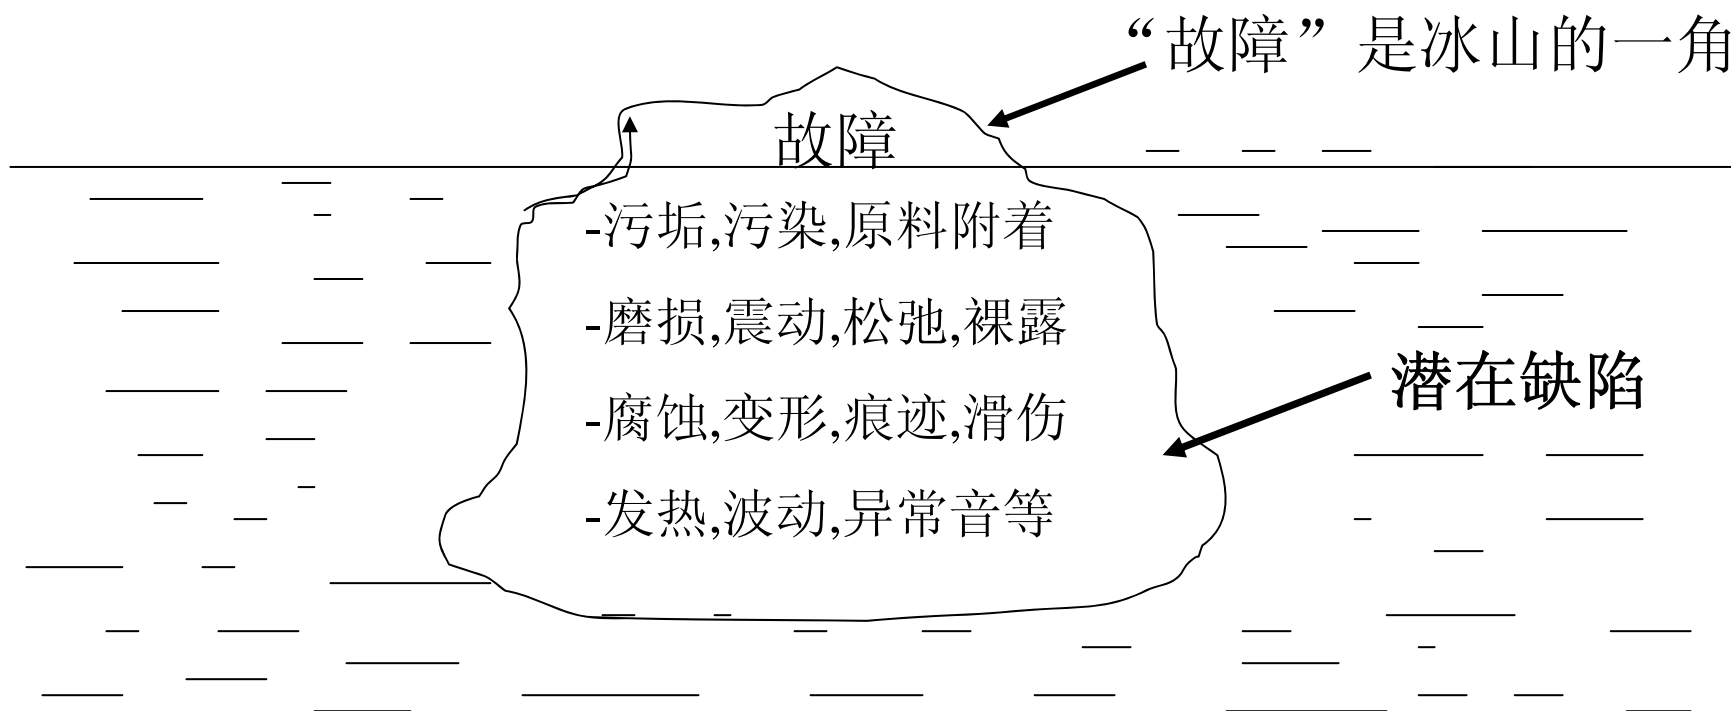 “故障”是冰山的一角
故障
-污垢,污染,原料附着
-磨损,震动,松弛,裸露
潜在缺陷
-腐蚀,变形,痕迹,滑伤
-发热,波动,异常音等